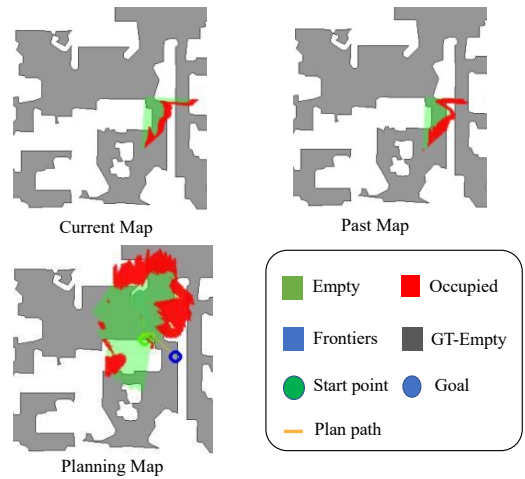 Current Map
Past Map
Planning Map
Empty
Occupied
Frontiers
GT-Empty
Start point
Goal
Plan path